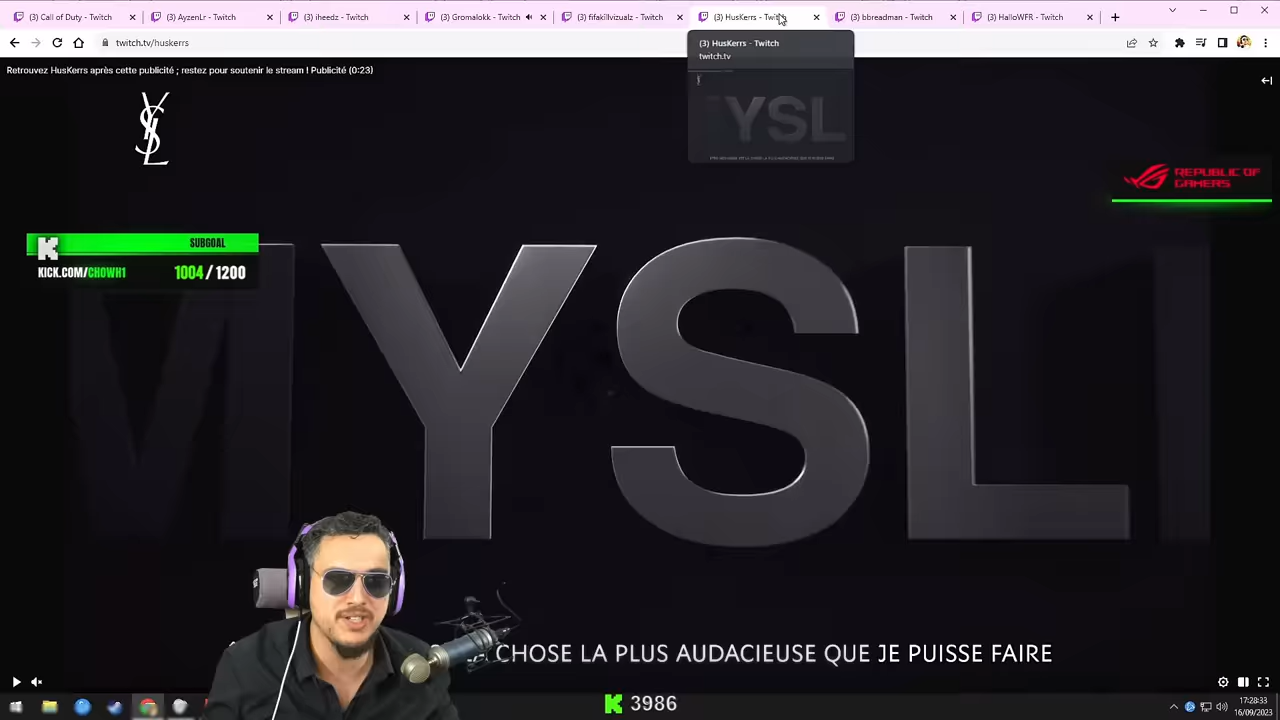 (3) Call of Duty - Twitch
(3) AyzenLr - Twitch
(3) iheedz - Twitch
(3) Gromalokk - Twitch
(3) fifakillvizualz - Twitch
(3) HusKerrs - Twitch
(3) bbreadman - Twitch
(3) HalloWFR - Twitch
twitch.tv/huskerrs
(3) HusKerrs - Twitch
twitch.tv
YSL
Retrouvez HusKerrs après cette publicité ; restez pour soutenir le stream ! Publicité (0:23)
YSL
REPUBLIC OF
GAMERS
K SUBGOAL
KICK.COM/CHOWH1 1004 / 1200
YSL
CHOSE LA PLUS AUDACIEUSE QUE JE PUISSE FAIRE
K 3986
17:28:33
16/09/2023